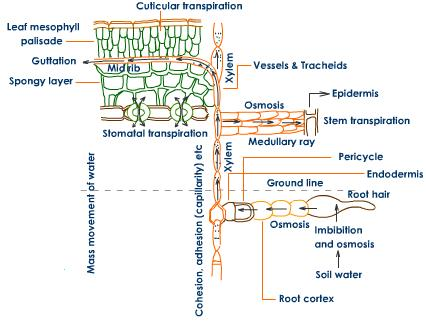 Cuticular transpiration
Leaf mesophyll
palisade
Guttation
Midrib
Spongy layer
Xylem
Vessels & Tracheids
Osmosis
Epidermis
Stomatal transpiration
Stem transpiration
Medullary ray
Xylem
Pericycle
Endodermis
Ground line
Root hair
Mass movement of water
Cohesion, adhesion (capillarity) etc
Osmosis
Imbibition
and osmosis
Soil water
Root cortex